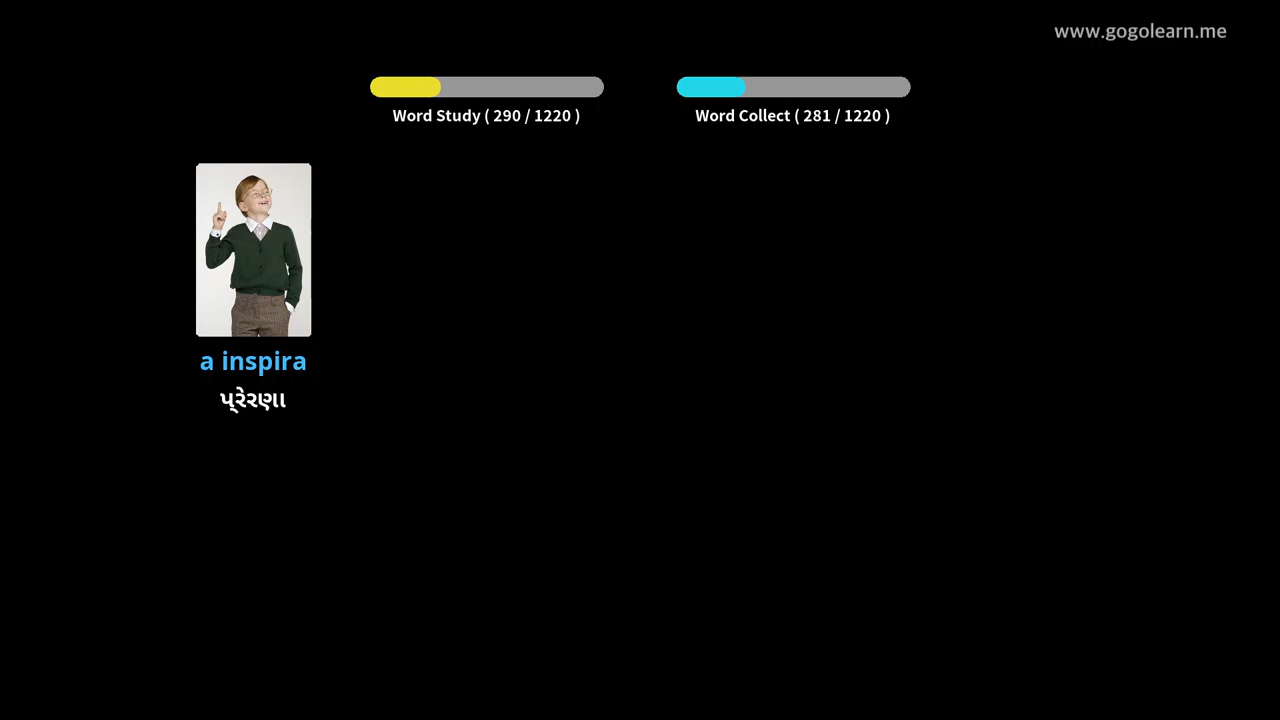 www.gogolearn.me
Word Study ( 290 / 1220 )
Word Collect ( 281 / 1220 )
a inspira
પ્રેરણા